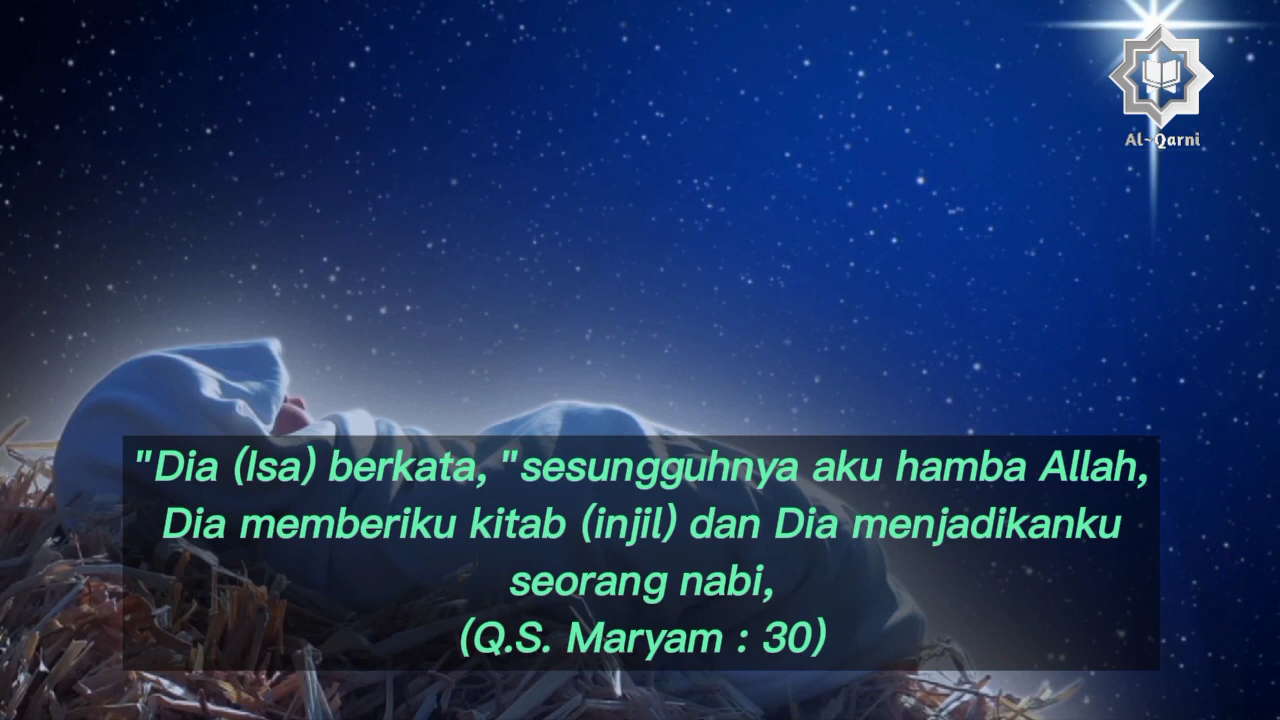 Al-Qarni
"Dia (Isa) berkata, "sesungguhnya aku hamba Allah,
Dia memberiku kitab (injil) dan Dia menjadikanku
seorang nabi,
(Q.S. Maryam : 30)